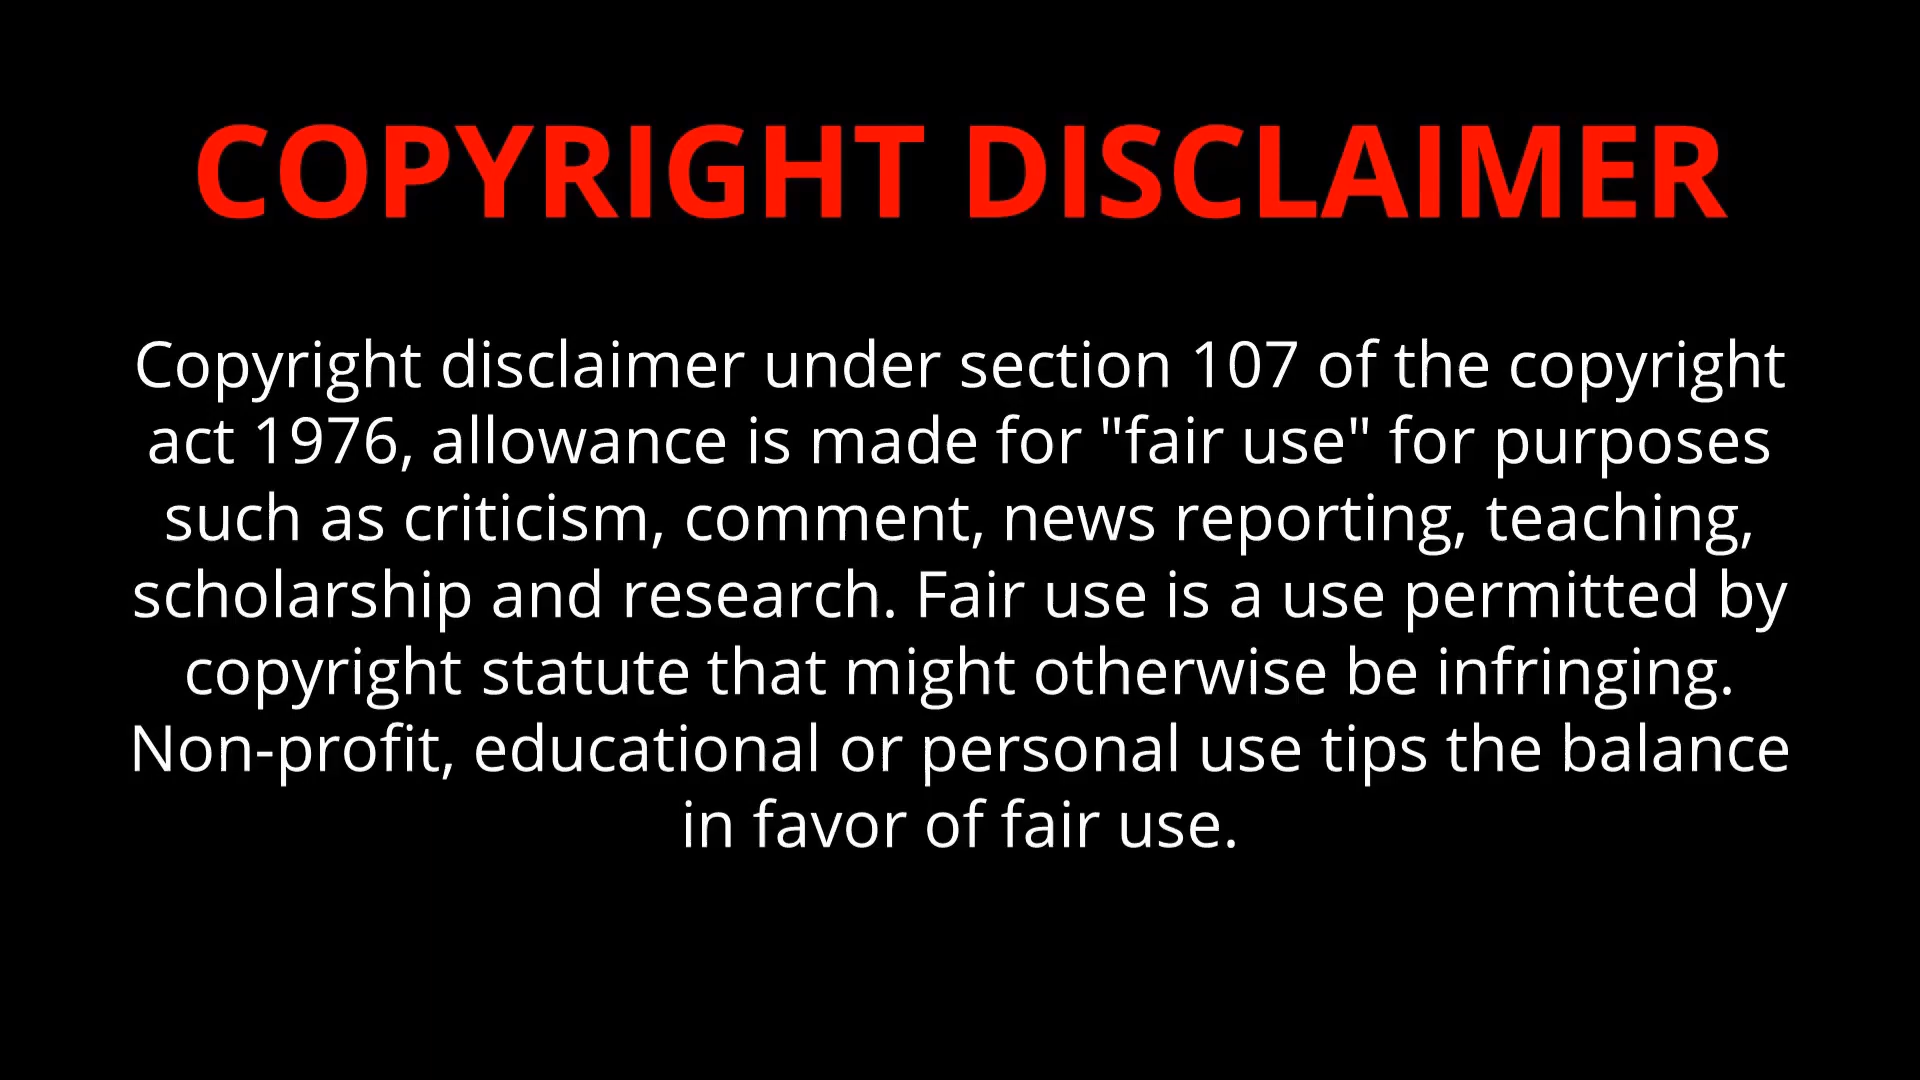 COPYRIGHT DISCLAIMER
Copyright disclaimer under section 107 of the copyright
act 1976, allowance is made for "fair use" for purposes
such as criticism, comment, news reporting, teaching,
scholarship and research. Fair use is a use permitted by
copyright statute that might otherwise be infringing.
Non-profit, educational or personal use tips the balance
in favor of fair use.